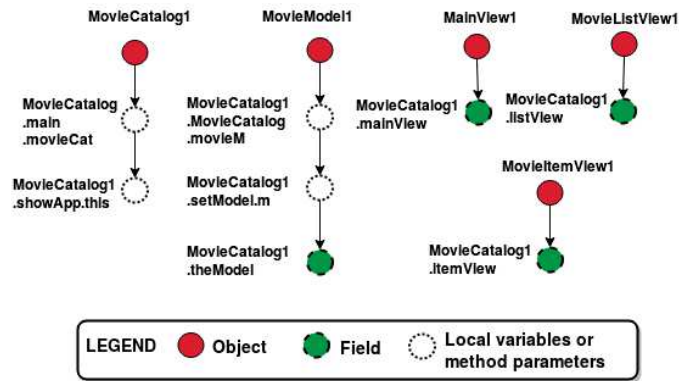 MovieCatalog1
MovieModel1
MainView1
MovieListView1
MovieCatalog
.main
.movieCat
MovieCatalog1
.MovieCatalog
.movieM
MovieCatalog1
.mainView
MovieCatalog1
.listView
MovieCatalog1
.showApp.this
MovieCatalog1
.setModel.m
MovieItemView1
MovieCatalog1
.theModel
MovieCatalog1
.itemView
LEGEND
Object
Field
Local variables or
method parameters